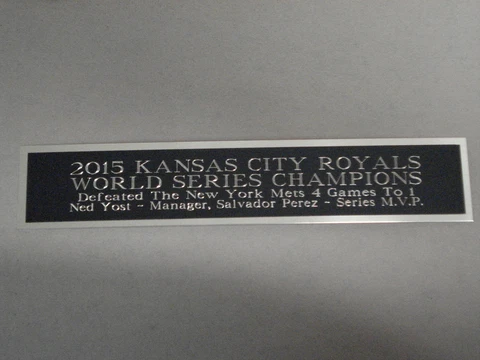 2015 KANSAS CITY ROYALS
WORLD SERIES CHAMPIONS
Defeated The New York Mets 4 Games To 1
Ned Yost - Manager, Salvador Perez - Series M.V.P.